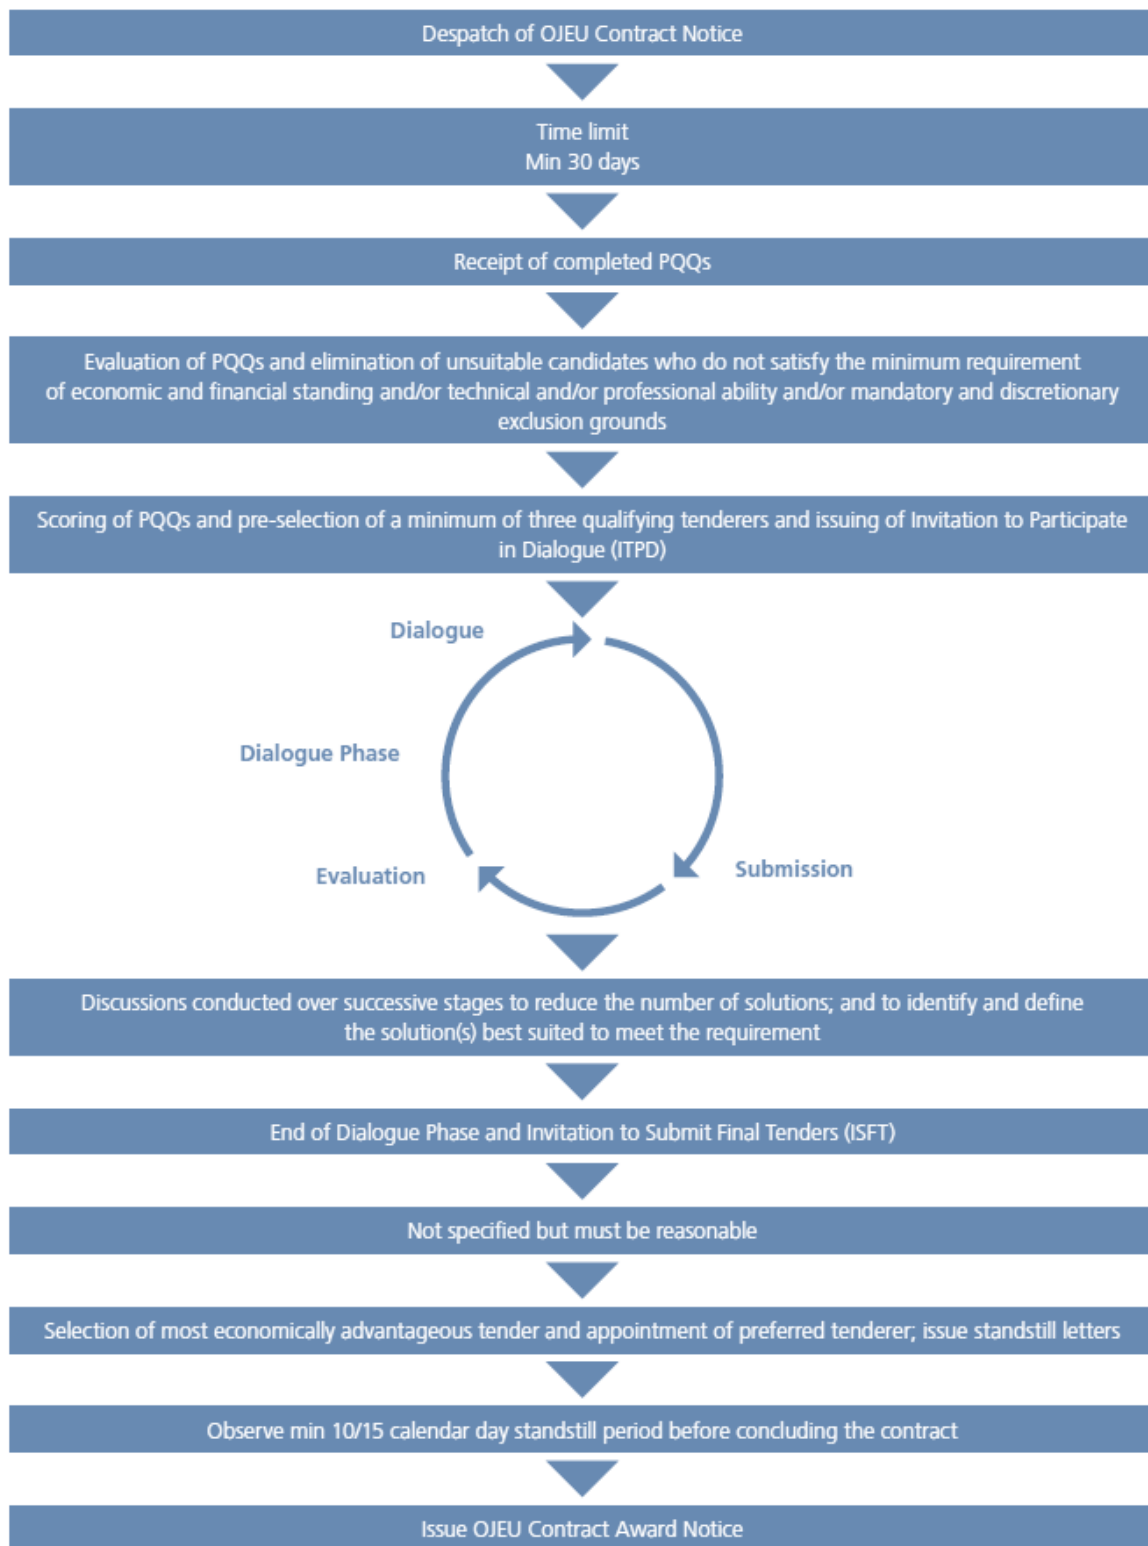 Despatch of OJEU Contract Notice
Time limit
Min 30 days
Receipt of completed PQQs
Evaluation of PQQs and elimination of unsuitable candidates who do not satisfy the minimum requirement
of economic and financial standing and/or technical and/or professional ability and/or mandatory and discretionary
exclusion grounds
Scoring of PQQs and pre-selection of a minimum of three qualifying tenderers and issuing of Invitation to Participate
in Dialogue (ITPD)
Dialogue
Dialogue Phase
Evaluation
Submission
Discussions conducted over successive stages to reduce the number of solutions; and to identify and define
the solution(s) best suited to meet the requirement
End of Dialogue Phase and Invitation to Submit Final Tenders (ISFT)
Not specified but must be reasonable
Selection of most economically advantageous tender and appointment of preferred tenderer; issue standstill letters
Observe min 10/15 calendar day standstill period before concluding the contract
Issue OJEU Contract Award Notice